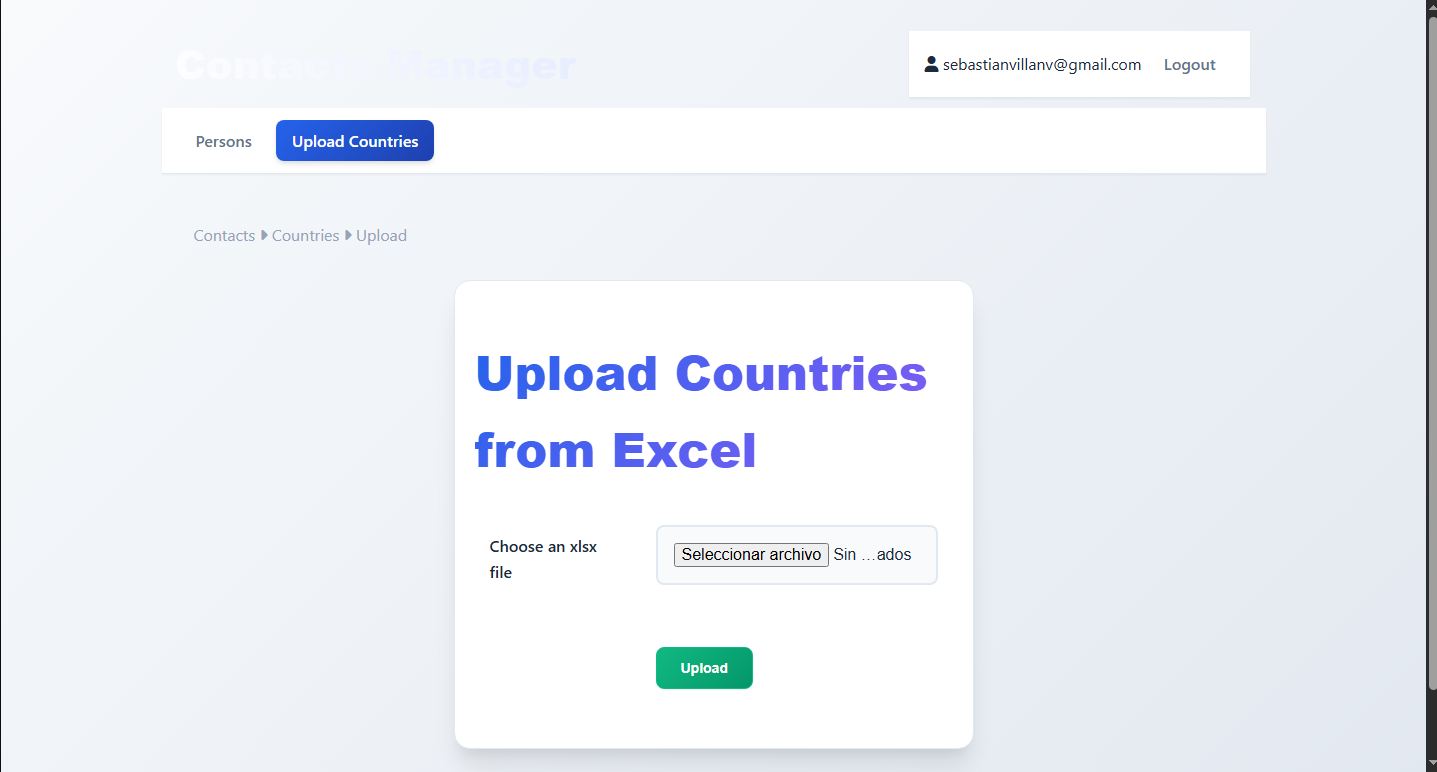 Contacts Manager
sebastianvillanv@gmail.com Logout
Persons Upload Countries
Contacts Countries Upload
Upload Countries
from Excel
Choose an xlsx
file
Seleccionar archivo Sin ...ados
Upload